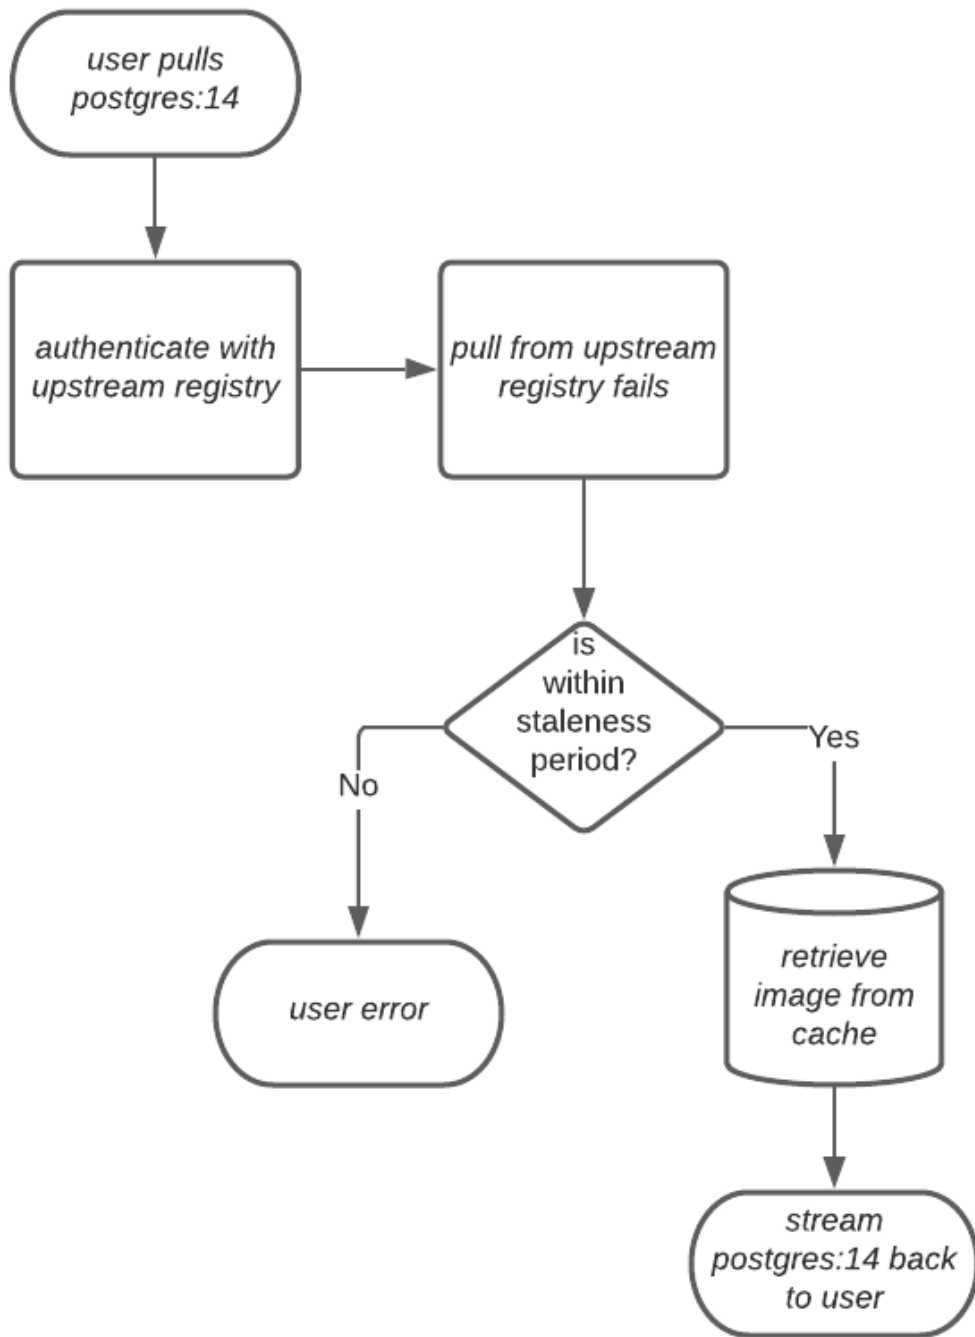 user pulls
postgres:14
authenticate with
upstream registry
pull from upstream
registry fails
is
within
staleness
period?
Yes
No
user error
retrieve
image from
cache
stream
postgres:14 back
to user